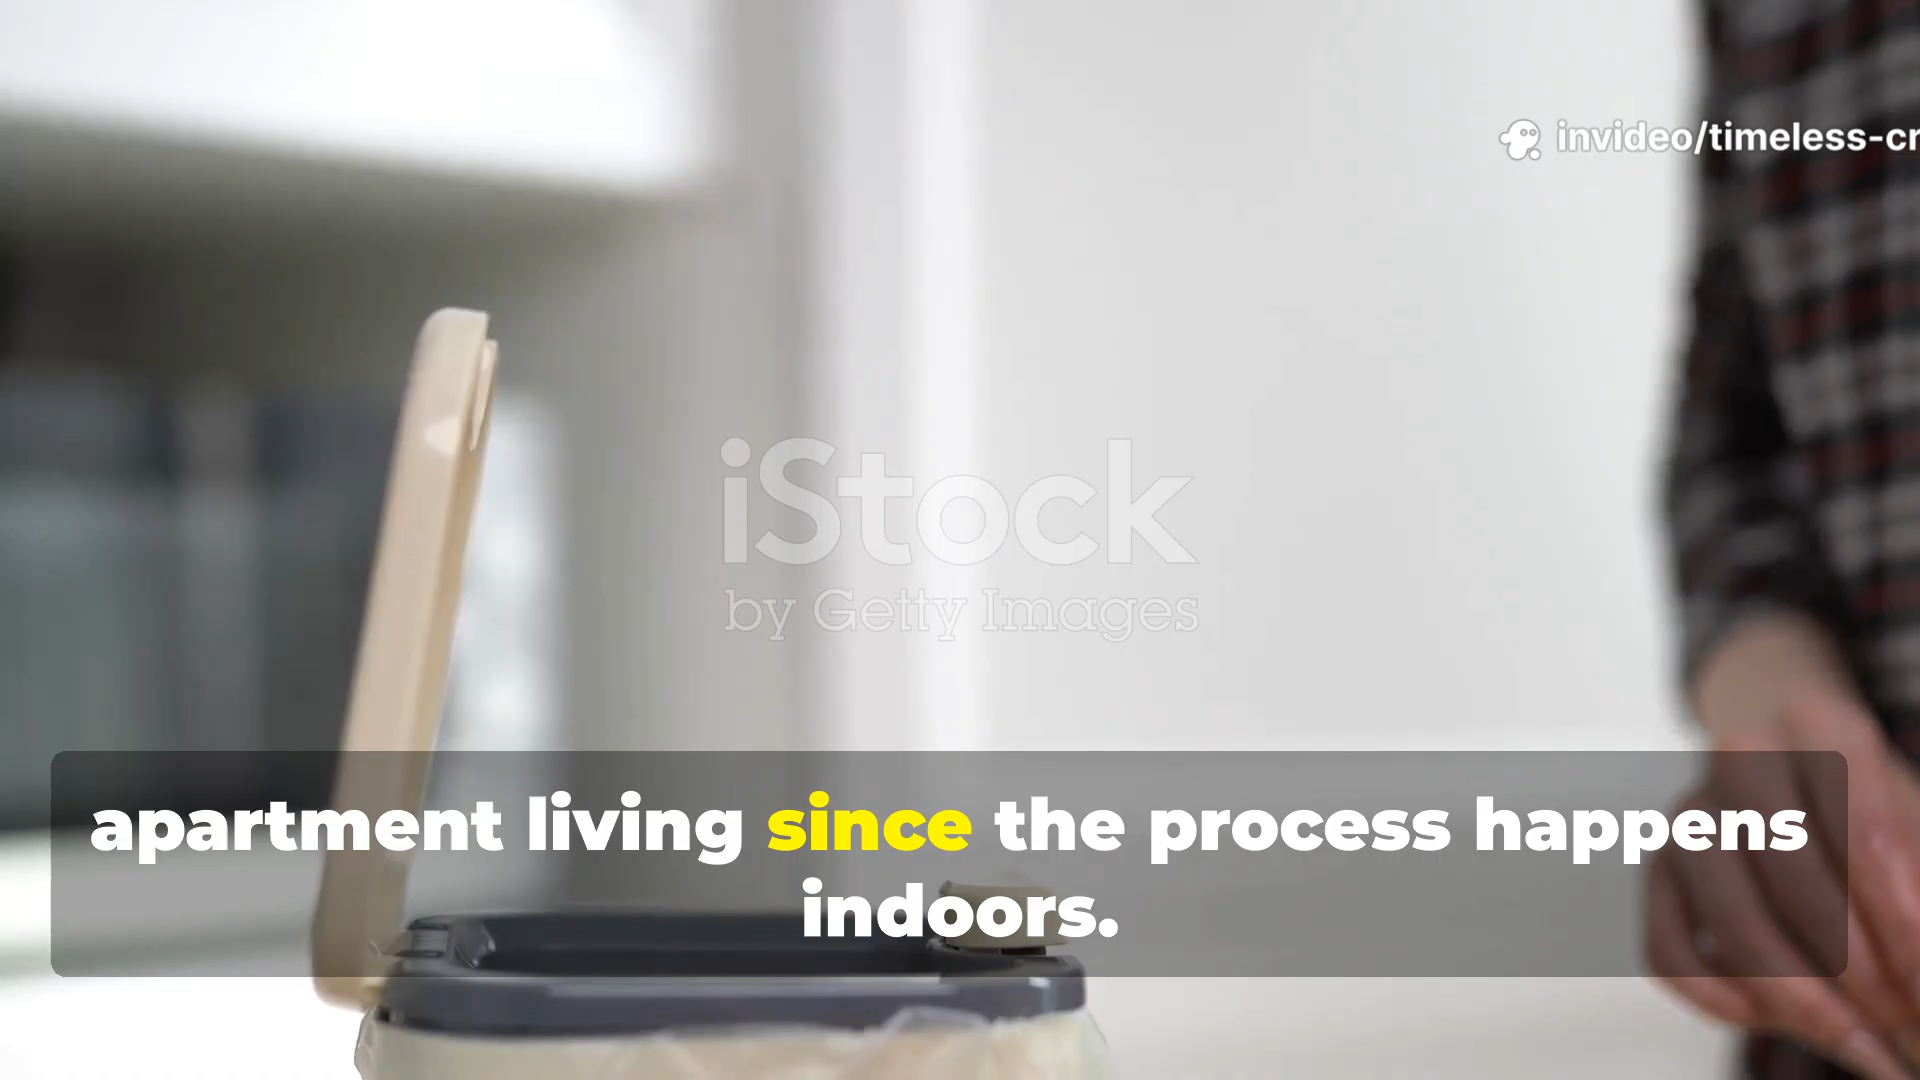 invideo/timeless-cr
iStock
by Getty Images
apartment living since the process happens
indoors.